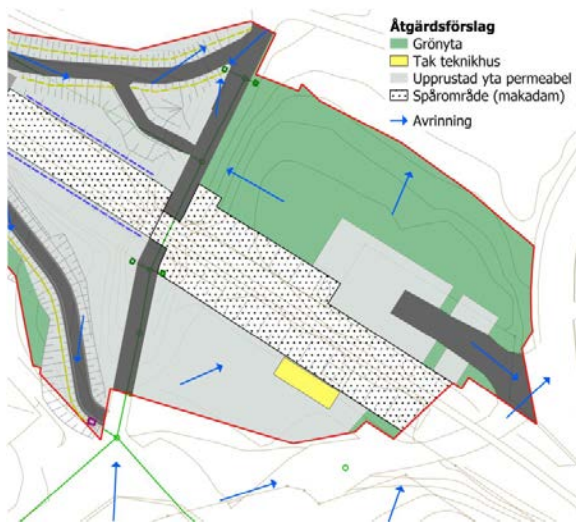 Åtgärdsförslag
Grönyta
Tak teknikhus
Upprustad yta permeabel
Spårområde (makadam)
Avrinning